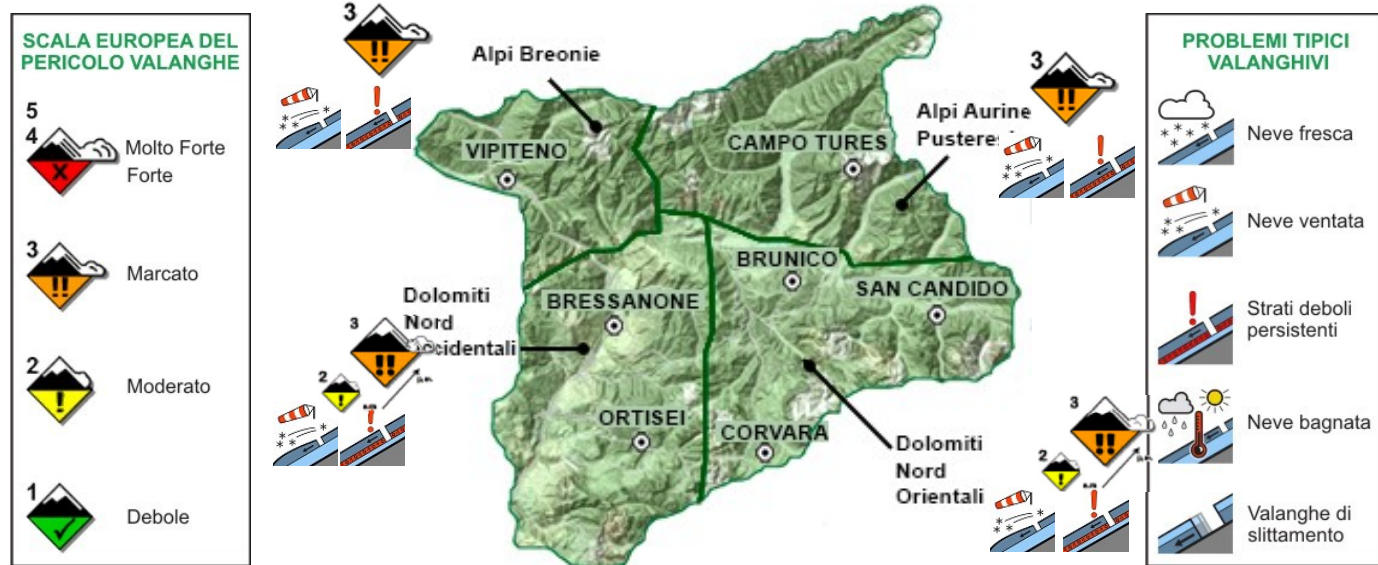 SCALA EUROPEA DEL
PERICOLO VALANGHE
5
4
Molto Forte
Forte
3
Marcato
2
Moderato
1
Debole
3
Alpi Breonie
VIPITENO
CAMPO TURES
Alpi Aurine
3
BRUNICO
SAN CANDIDO
BRESSANONE
Dolomiti
Nord
3
2
ORTISEI
CORVARA
Dolomiti
Nord
Orientali
3
2
PROBLEMI TIPICI
VALANGHIVI
Neve fresca
Neve ventata
Strati deboli
persistenti
Neve bagnata
Valanghe di
slittamento